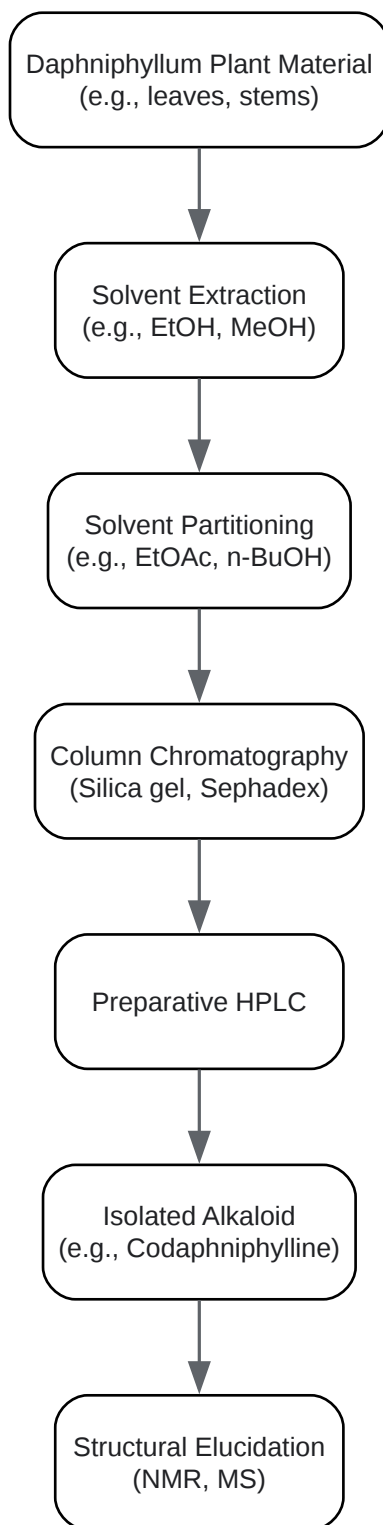 Daphniphyllum Plant Material
(e.g., leaves, stems)
Solvent Extraction
(e.g., EtOH, MeOH)
Solvent Partitioning
(e.g., EtOAc, n-BuOH)
Column Chromatography
(Silica gel, Sephadex)
Preparative HPLC
Isolated Alkaloid
(e.g., Codaphniphylline)
Structural Elucidation
(NMR, MS)